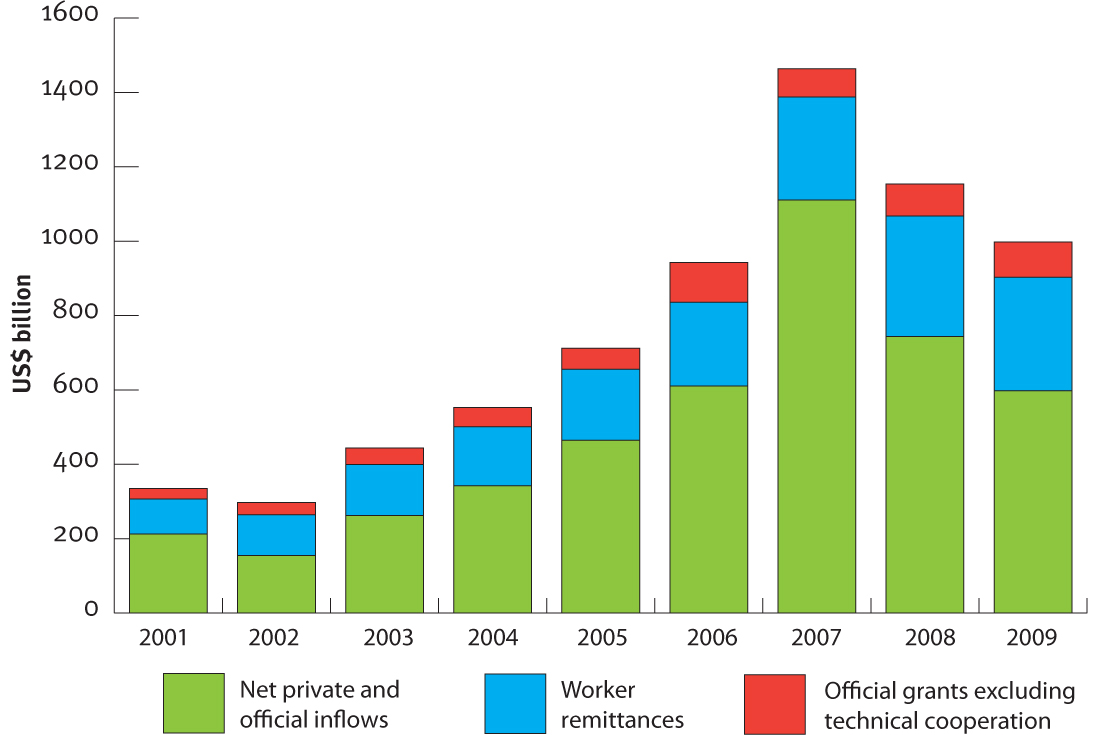 1600
1400
1200
1000
800
600
400
200
0
US$ billion
2001 2002 2003 2004 2005 2006 2007 2008 2009
Net private and
official inflows
Worker
remittances
Official grants excluding
technical cooperation